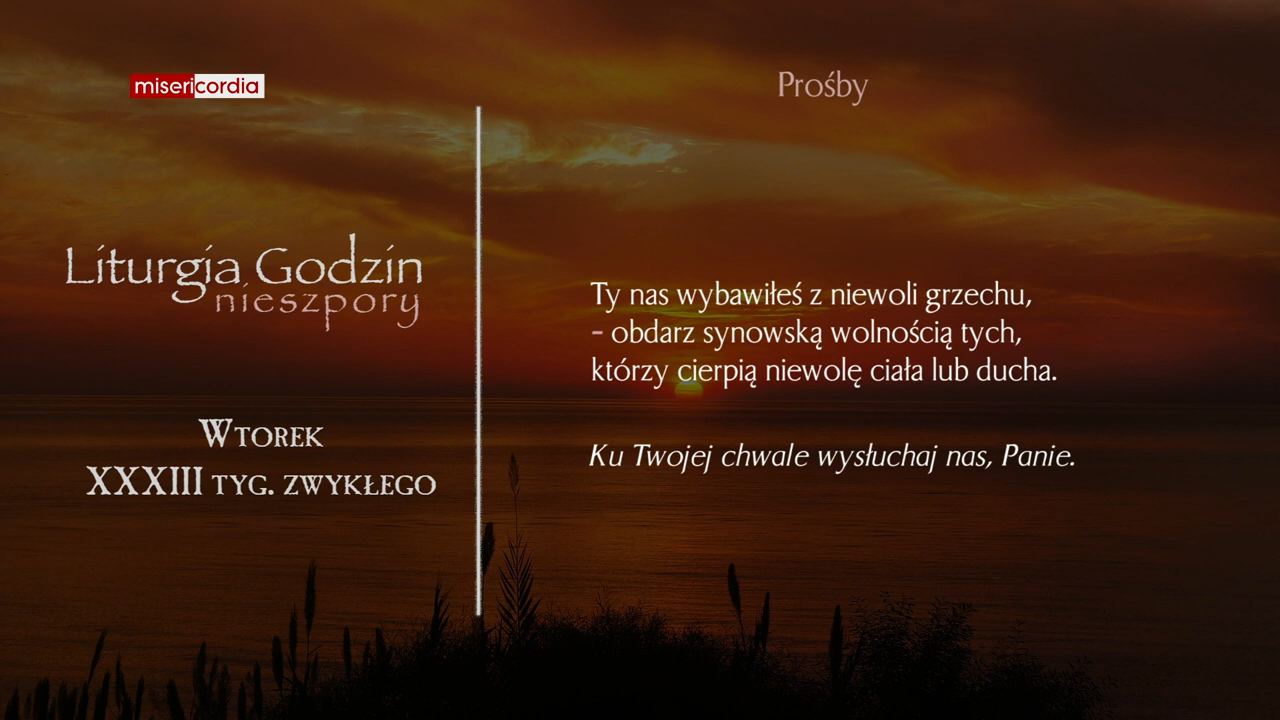 misericordia
Prośby
Liturgia Godzin
nieszpory
Wtorek
XXXIII tyg. zwykłego
Ty nas wybawiłeś z niewoli grzechu,
- obdarz synowską wolnością tych,
którzy cierpią niewolę ciała lub ducha.
Ku Twojej chwale wysłuchaj nas, Panie.